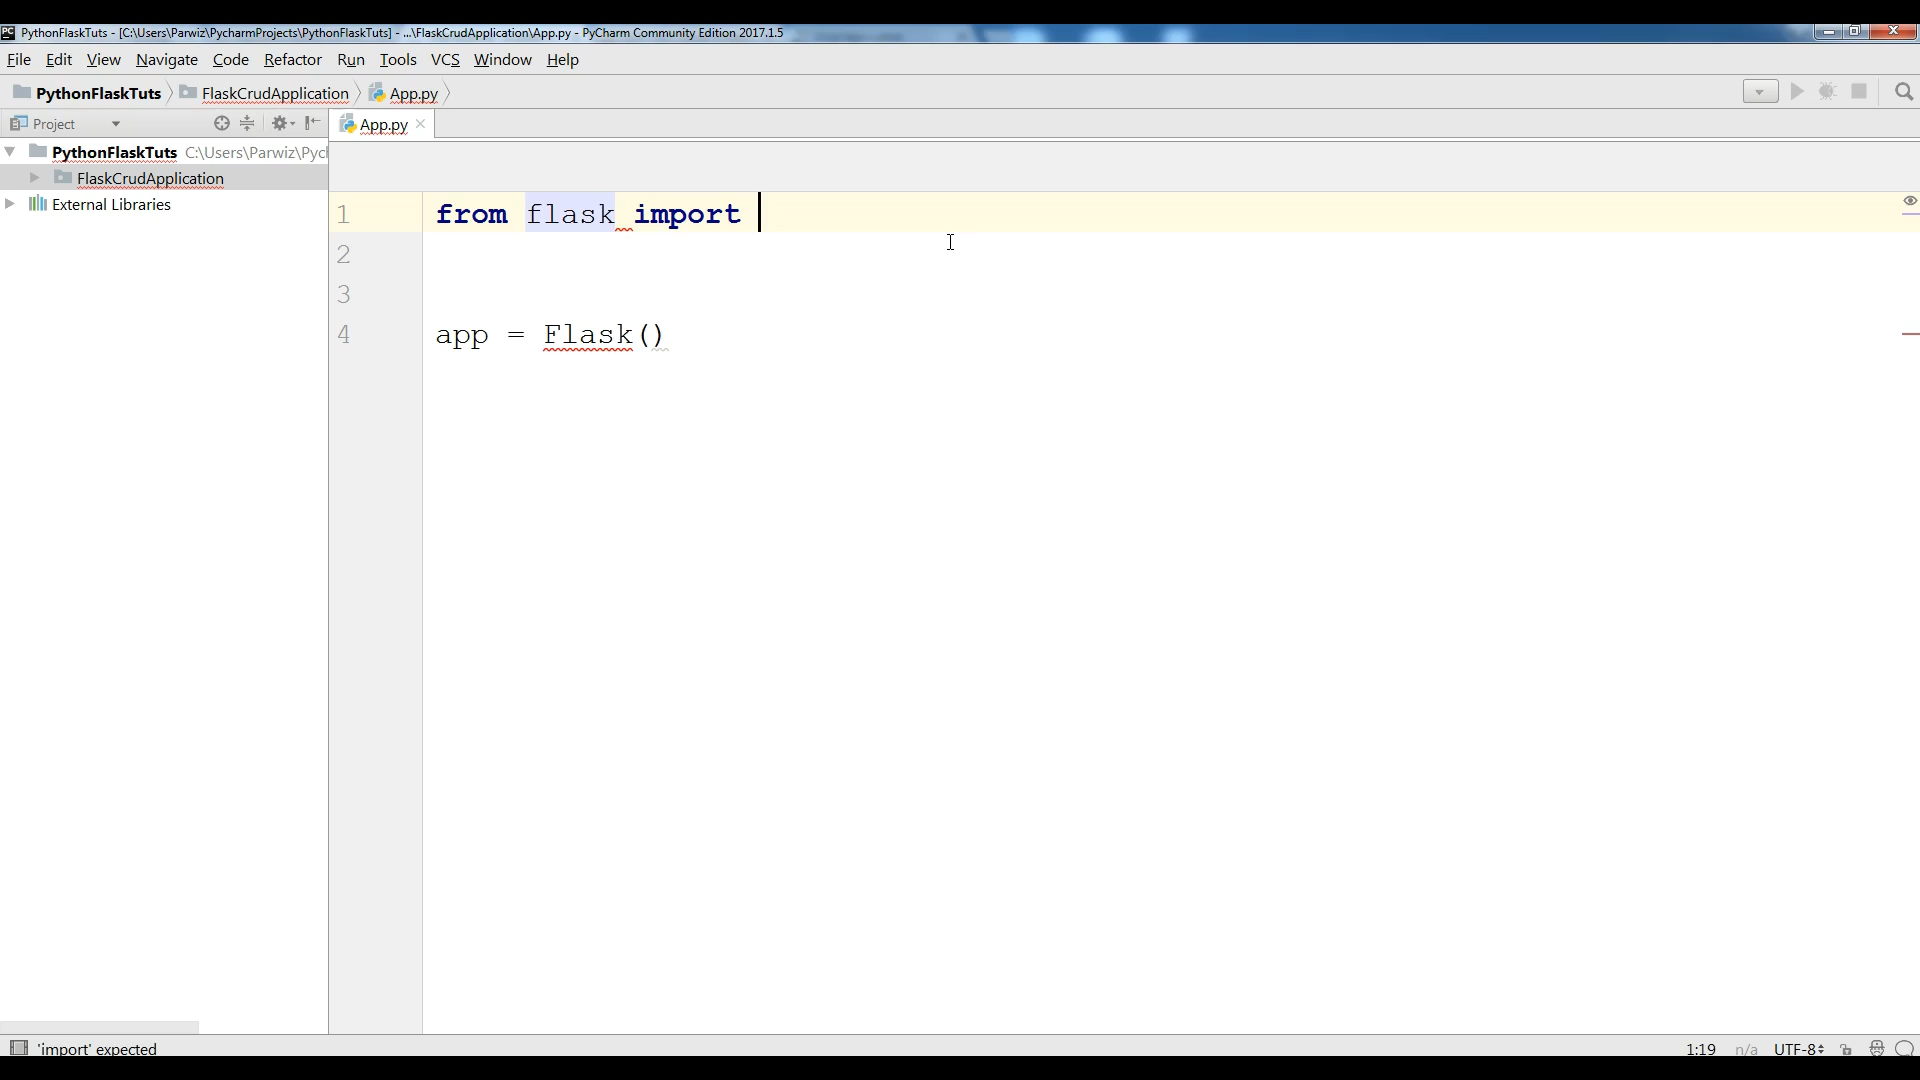 PythonFlaskTuts - [C:\Users\Parwiz\PycharmProjects\PythonFlaskTuts] - ...\FlaskCrudApplication\App.py - PyCharm Community Edition 2017.1.5
File Edit View Navigate Code Refactor Run Tools VCS Window Help
PythonFlaskTuts FlaskCrudApplication App.py
Project App.py
PythonFlaskTuts C:\Users\Parwiz\Pych
FlaskCrudApplication
External Libraries
1 from flask import
2
3
4 app = Flask()
'import' expected 1:19 n/a UTF-8